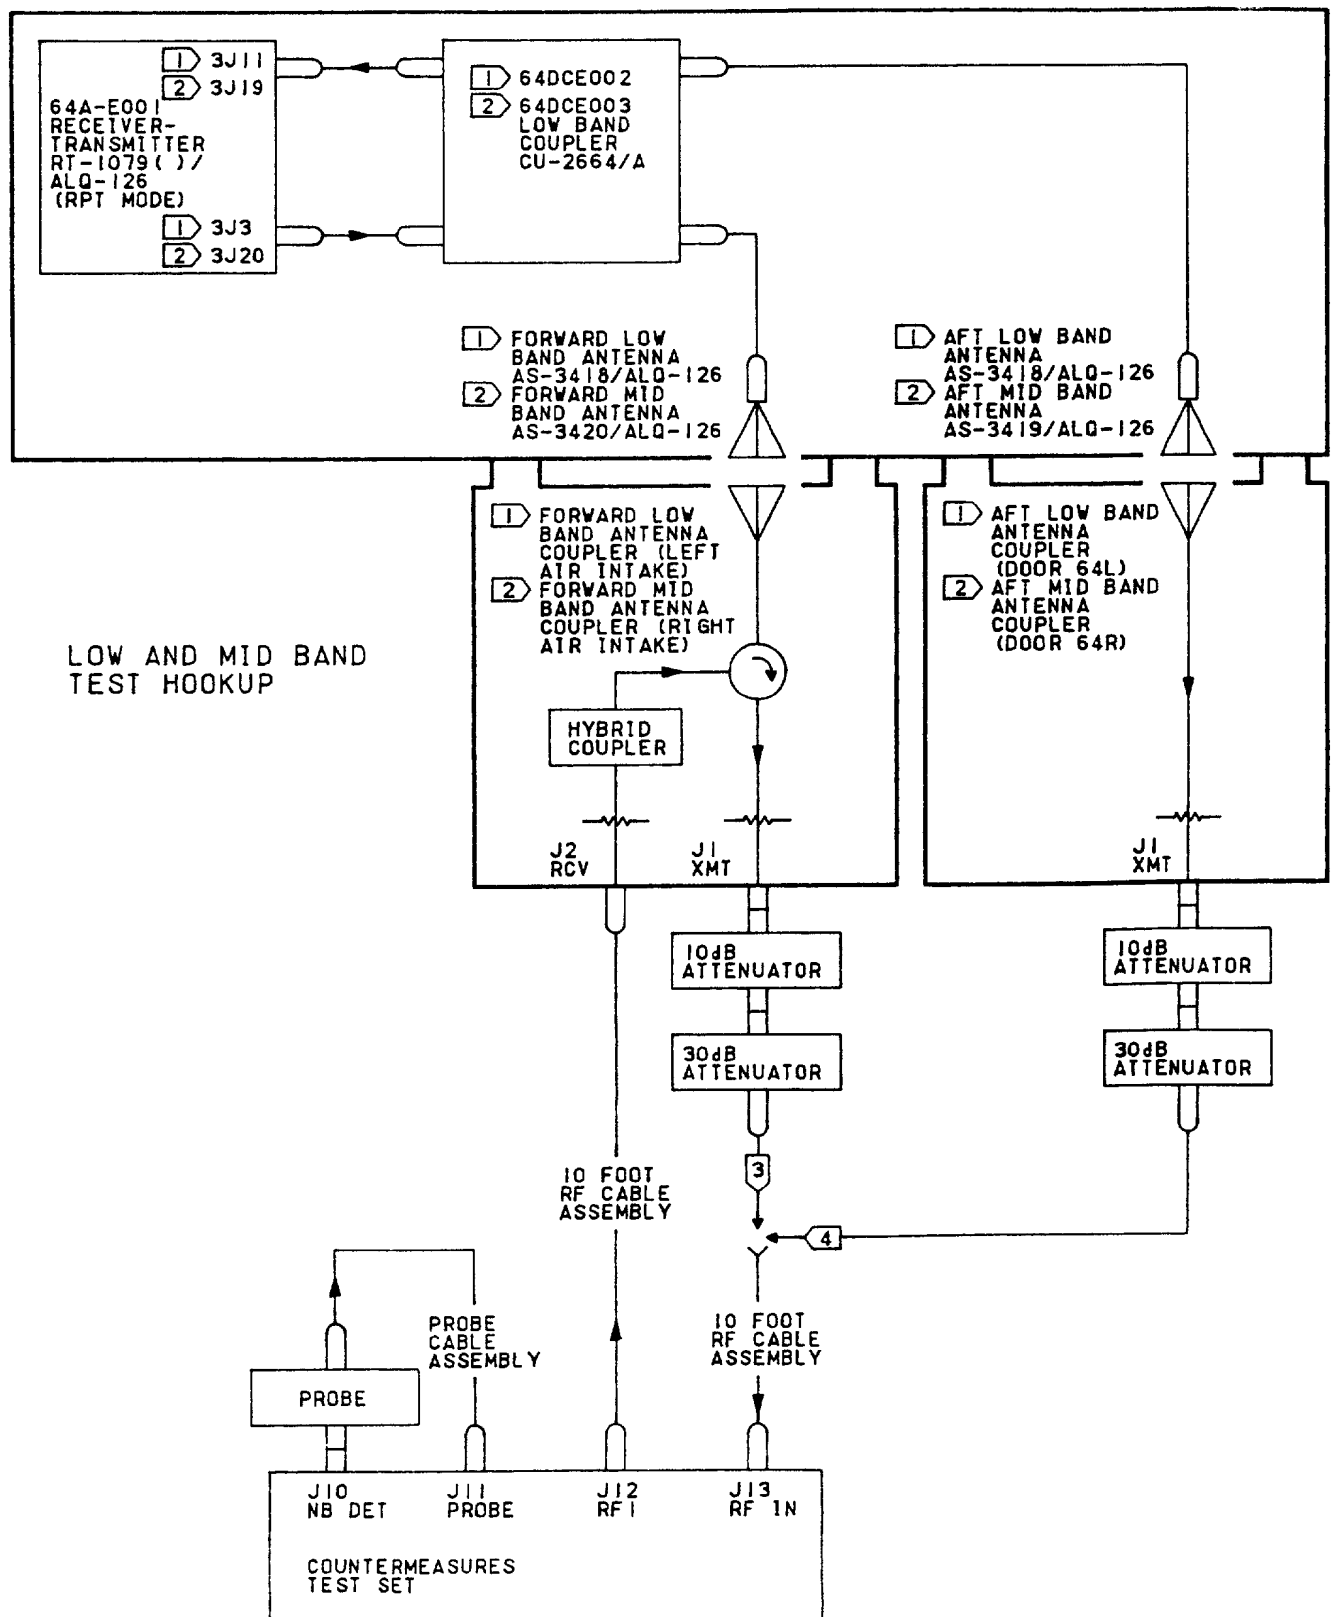 1 3J11
2 3J19
64A-E001
RECEIVER-
TRANSMITTER
RT-1079( )/
ALQ-126
(RPT MODE)
1 3J3
2 3J20
1 64DCE002
2 64DCE003
LOW BAND
COUPLER
CU-2664/A
1 FORWARD LOW
BAND ANTENNA
AS-3418/ALQ-126
2 FORWARD MID
BAND ANTENNA
AS-3420/ALQ-126
1 AFT LOW BAND
ANTENNA
AS-3418/ALQ-126
2 AFT MID BAND
ANTENNA
AS-3419/ALQ-126
1 FORWARD LOW
BAND ANTENNA
COUPLER (LEFT
AIR INTAKE)
2 FORWARD MID
BAND ANTENNA
COUPLER (RIGHT
AIR INTAKE)
1 AFT LOW BAND
ANTENNA
COUPLER
(DOOR 64L)
2 AFT MID BAND
ANTENNA
COUPLER
(DOOR 64R)
LOW AND MID BAND
TEST HOOKUP
HYBRID
COUPLER
J2
RCV
J1
XMT
J1
XMT
10dB
ATTENUATOR
30dB
ATTENUATOR
10dB
ATTENUATOR
30dB
ATTENUATOR
3
4
10 FOOT
RF CABLE
ASSEMBLY
10 FOOT
RF CABLE
ASSEMBLY
PROBE
CABLE
ASSEMBLY
PROBE
J10
NB DET
J11
PROBE
J12
RF1
J13
RF IN
COUNTERMEASURES
TEST SET